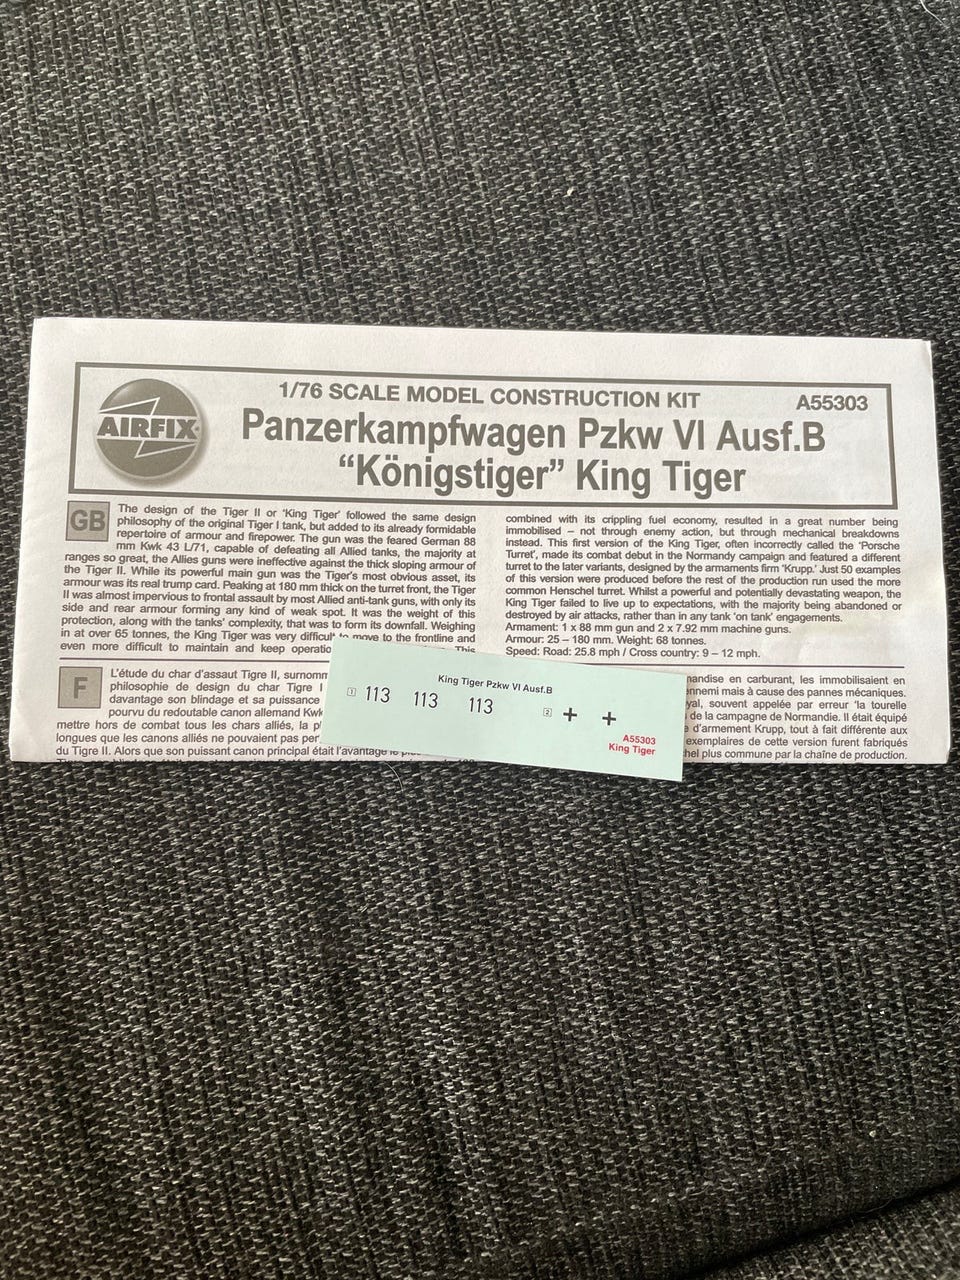 AIRFIX
1/76 SCALE MODEL CONSTRUCTION KIT
A55303
Panzerkampfwagen Pzkw VI Ausf.B
“Königstiger” King Tiger
GB
The design of the Tiger II or ‘King Tiger’ followed the same design
philosophy of the original Tiger I tank, but added to its already formidable
repertoire of armour and firepower. The gun was the feared German 88
mm Kwk 43 L/71, capable of defeating all Allied tanks, the majority at
ranges so great, the Allies guns were ineffective against the thick sloping armour of
the Tiger II. While its powerful main gun was the Tiger's most obvious asset, its
armour was its real trump card. Peaking at 180 mm thick on the turret front, the Tiger
II was almost impervious to frontal assault by most Allied anti-tank guns, with only its
side and rear armour forming any kind of weak spot. It was the weight of this
protection, along with the tanks' complexity, that was to form its downfall. Weighing
in at over 65 tonnes, the King Tiger was very difficult to move to the frontline and
even more difficult to maintain and keep operatio This
combined with its crippling fuel economy, resulted in a great number being
immobilised – not through enemy action, but through mechanical breakdowns
instead. This first version of the King Tiger, often incorrectly called the ‘Porsche
Turret’, made its combat debut in the Normandy campaign and featured a different
turret to the later variants, designed by the armaments firm ‘Krupp.’ Just 50 examples
of this version were produced before the rest of the production run used the more
common Henschel turret. Whilst a powerful and potentially devastating weapon, the
King Tiger failed to live up to expectations, with the majority being abandoned or
destroyed by air attacks, rather than in any tank ‘on tank’ engagements.
Armament: 1 x 88 mm gun and 2 x 7.92 mm machine guns.
Armour: 25 – 180 mm. Weight: 68 tonnes.
Speed: Road: 25.8 mph / Cross country: 9 – 12 mph.
F
L'étude du char d'assaut Tigre II, surnomm
philosophie de design du char Tigre I
davantage son blindage et sa puissance
pourvu du redoutable canon allemand Kwk
mettre hors de combat tous les chars alliés, la p
longues que les canons alliés ne pouvaient pas per
du Tigre II. Alors que son puissant canon principal était l'avantage le
mandise en carburant, les immobilisaient en
nnemi mais à cause des pannes mécaniques.
yal, souvent appelée par erreur 'la tourelle
de la campagne de Normandie. Il était équipé
d'armement Krupp, tout à fait différente aux
exemplaires de cette version furent fabriqués
hel plus commune par la chaîne de production.
King Tiger Pzkw VI Ausf.B
1 113 113 113 2
A55303
King Tiger